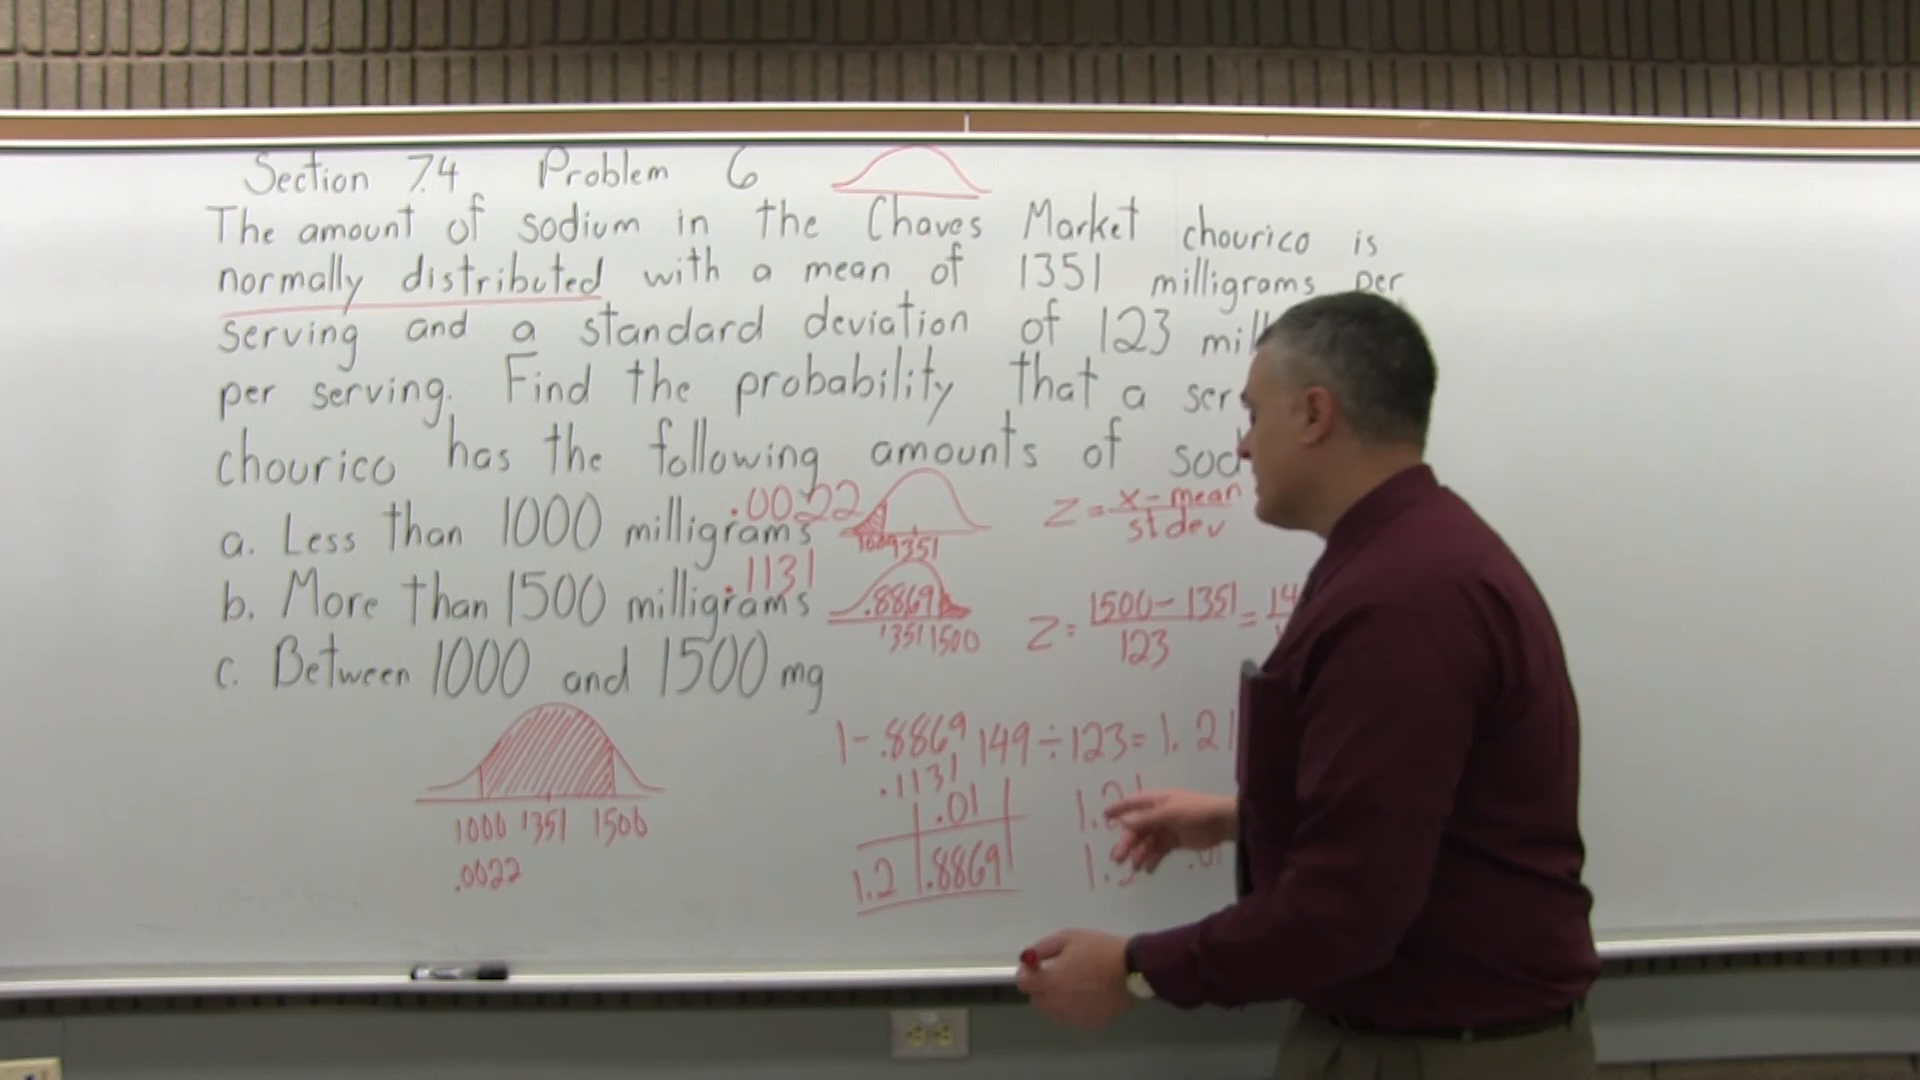 Section 7.4 Problem 6
The amount of sodium in the Chaves Market chourico is
normally distributed with a mean of 1351 milligrams per
serving and a standard deviation of 123
per serving. Find the probability that a
chourico has the following amounts of
a. Less than 1000 milligrams .0022
1351
Z = x - mean
st dev
b. More than 1500 milligrams .1131
.8869
1351 1500
Z = 1500 - 1351 =
123
c. Between 1000 and 1500 mg
1000 1351 1500
.0022
1 - .8869
.1131
149 ÷ 123 = 1.21
.01
1.2 .8869